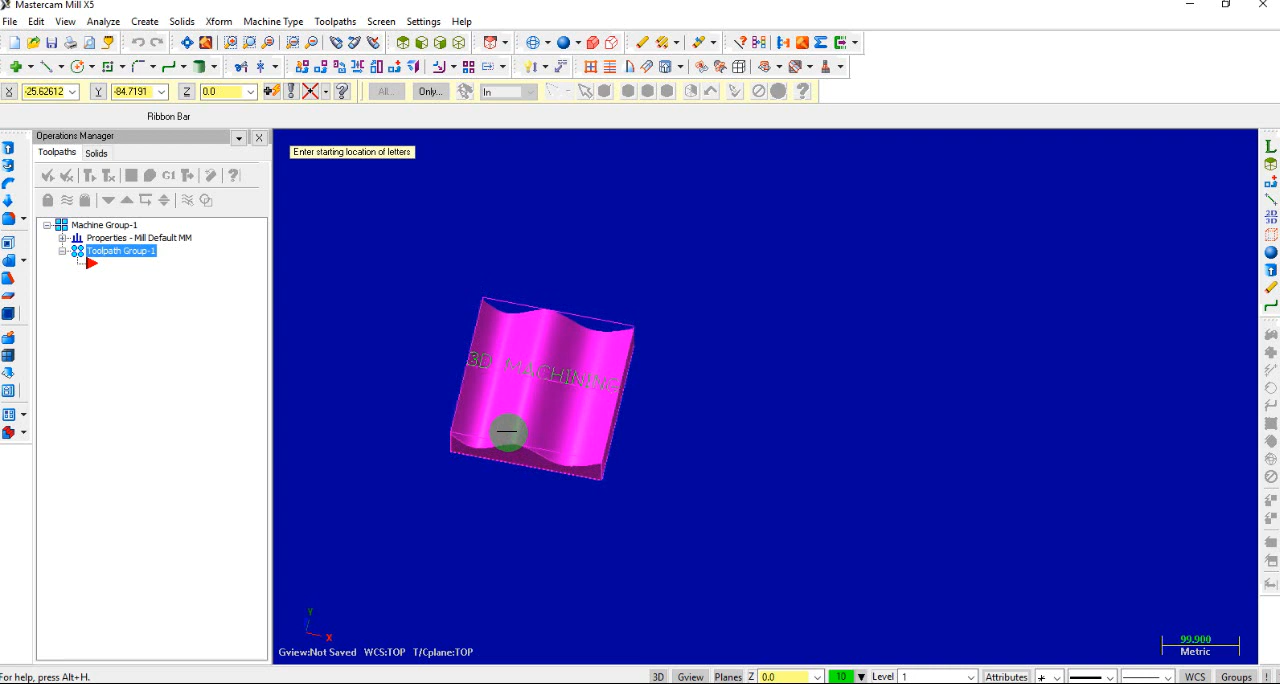 Mastercam Mill X5
File Edit View Analyze Create Solids Xform Machine Type Toolpaths Screen Settings Help
X -25.62612 Y -84.7191 Z 0.0 All... Only... In
Ribbon Bar
Operations Manager
Toolpaths Solids
G1
Machine Group-1
Properties - Mill Default MM
Toolpath Group-1
Enter starting location of letters
3D MACHINING
Y
X
Gview:Not Saved WCS:TOP T/Cplane:TOP
99.900
Metric
L
2D
3D
For help, press Alt+H.
3D Gview Planes Z 0.0 10 Level 1 Attributes WCS Groups !